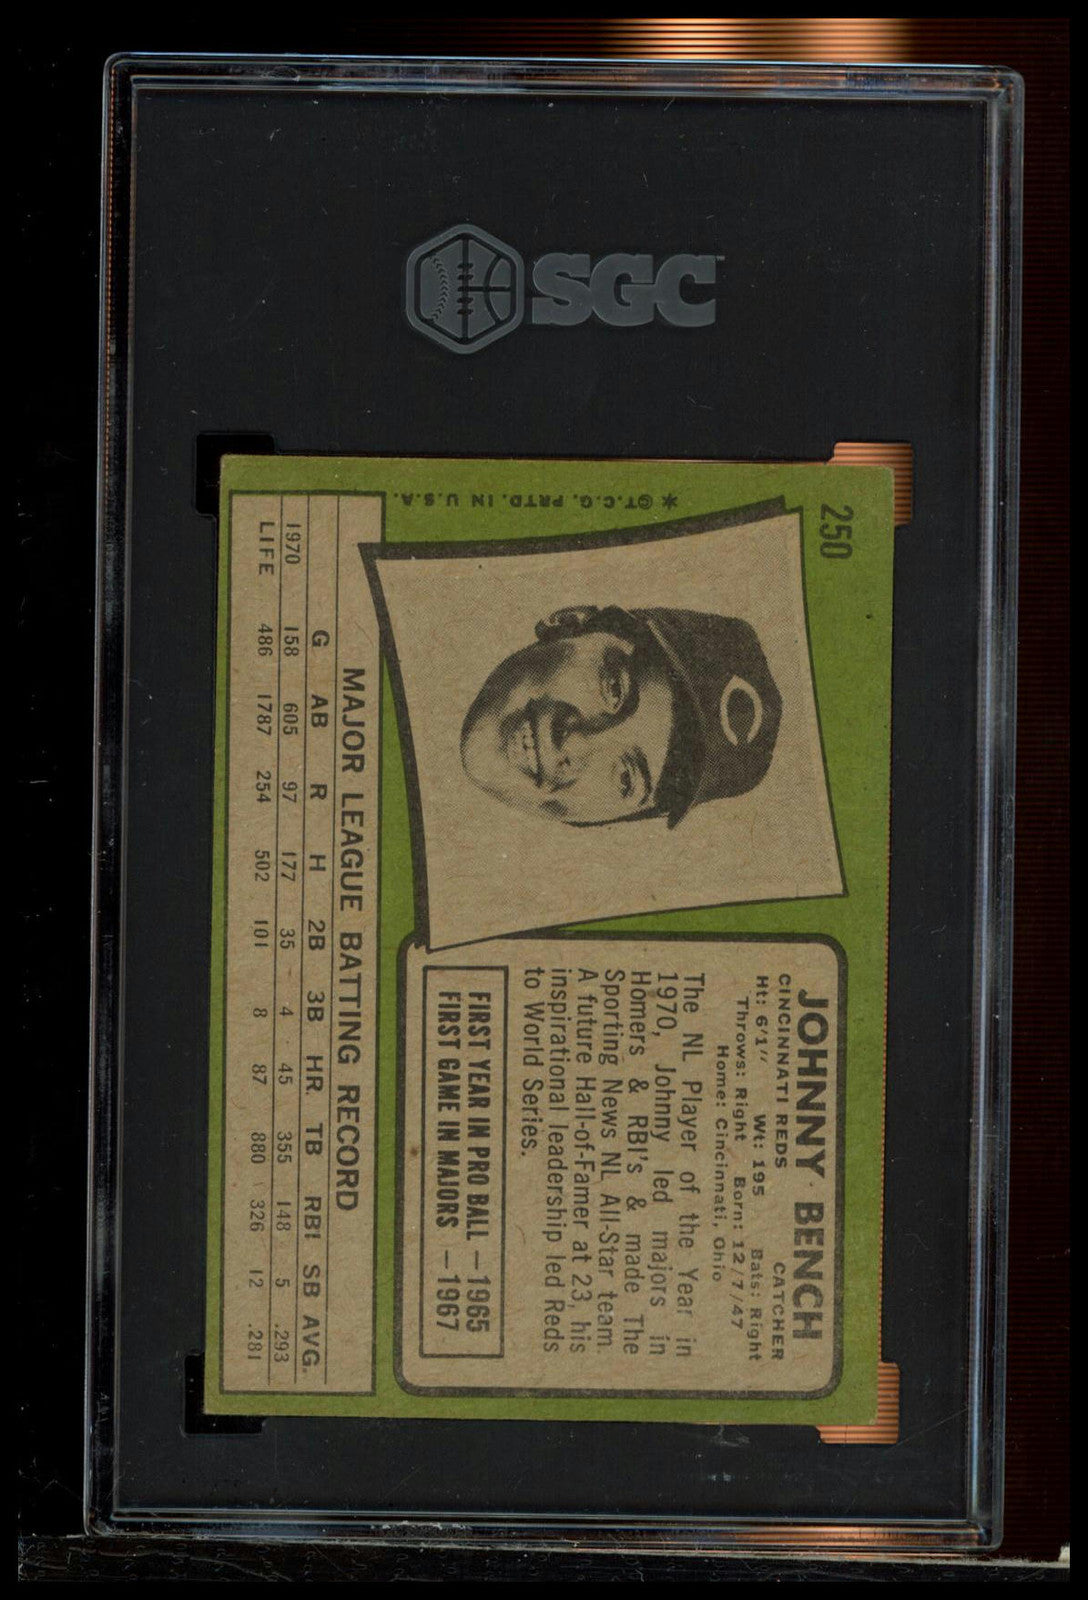 SGC
250
* ©T.C.G. PRTD. IN U.S.A.
JOHNNY BENCH
CINCINNATI REDS CATCHER
Ht: 6'1" Wt: 195 Bats: Right
Throws: Right Born: 12/7/47
Home: Cincinnati, Ohio
The NL Player of the Year in
1970, Johnny led majors in
Homers & RBI's & made The
Sporting News NL All-Star team.
A future Hall-of-Famer at 23, his
inspirational leadership led Reds
to World Series.
FIRST YEAR IN PRO BALL —1965
FIRST GAME IN MAJORS —1967
MAJOR LEAGUE BATTING RECORD
G AB R H 2B 3B HR. TB RBI SB AVG.
1970 158 605 97 177 35 4 45 355 148 5 .293
LIFE 486 1787 254 502 101 8 87 880 326 12 .281